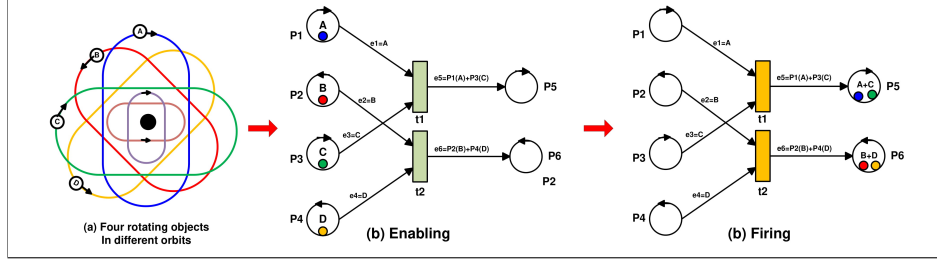 A
B
C
D
(a) Four rotating objects
In different orbits
P1
A
e1=A
P2
B
e2=B
P3
C
e3=C
P4
D
e4=D
t1
t2
e5=P1(A)+P3(C)
P5
e6=P2(B)+P4(D)
P6
P2
(b) Enabling
P1
e1=A
P2
e2=B
P3
e3=C
P4
e4=D
t1
t2
e5=P1(A)+P3(C)
A+C
P5
e6=P2(B)+P4(D)
B+D
P6
(b) Firing